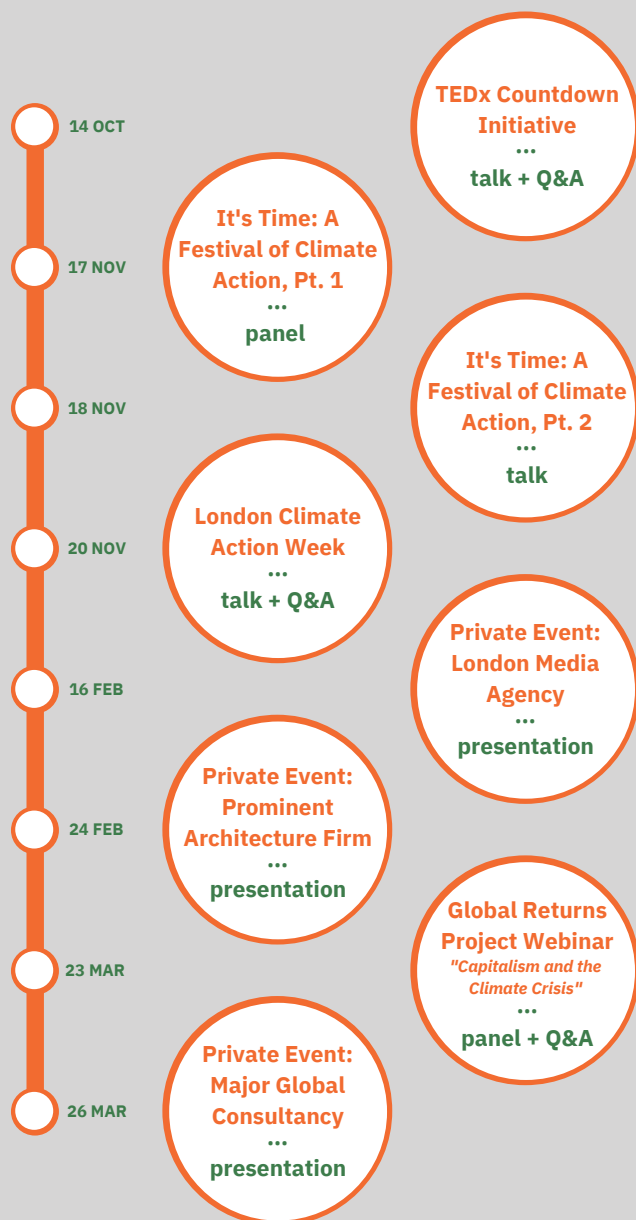 14 OCT
TEDx Countdown
Initiative
...
talk + Q&A
17 NOV
It's Time: A
Festival of Climate
Action, Pt. 1
...
panel
18 NOV
It's Time: A
Festival of Climate
Action, Pt. 2
...
talk
20 NOV
London Climate
Action Week
...
talk + Q&A
16 FEB
Private Event:
London Media
Agency
...
presentation
24 FEB
Private Event:
Prominent
Architecture Firm
...
presentation
23 MAR
Global Returns
Project Webinar
"Capitalism and the
Climate Crisis"
...
panel + Q&A
26 MAR
Private Event:
Major Global
Consultancy
...
presentation